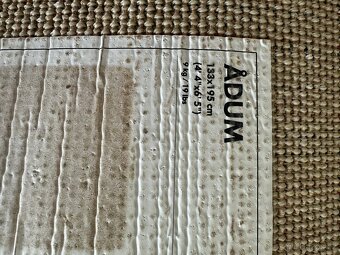 ÅDUM
133x195 cm
(4' 4"x6' 5")
9 kg / 19 lbs